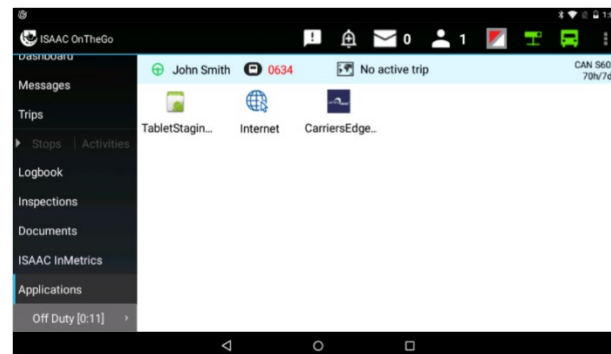 ISAAC OnTheGo
0
1
Dashboard
Messages
Trips
Stops
Activities
Logbook
Inspections
Documents
ISAAC InMetrics
Applications
Off Duty [0:11]
John Smith
0634
No active trip
CAN S60
70h/7d
TabletStagin...
Internet
CarriersEdge...